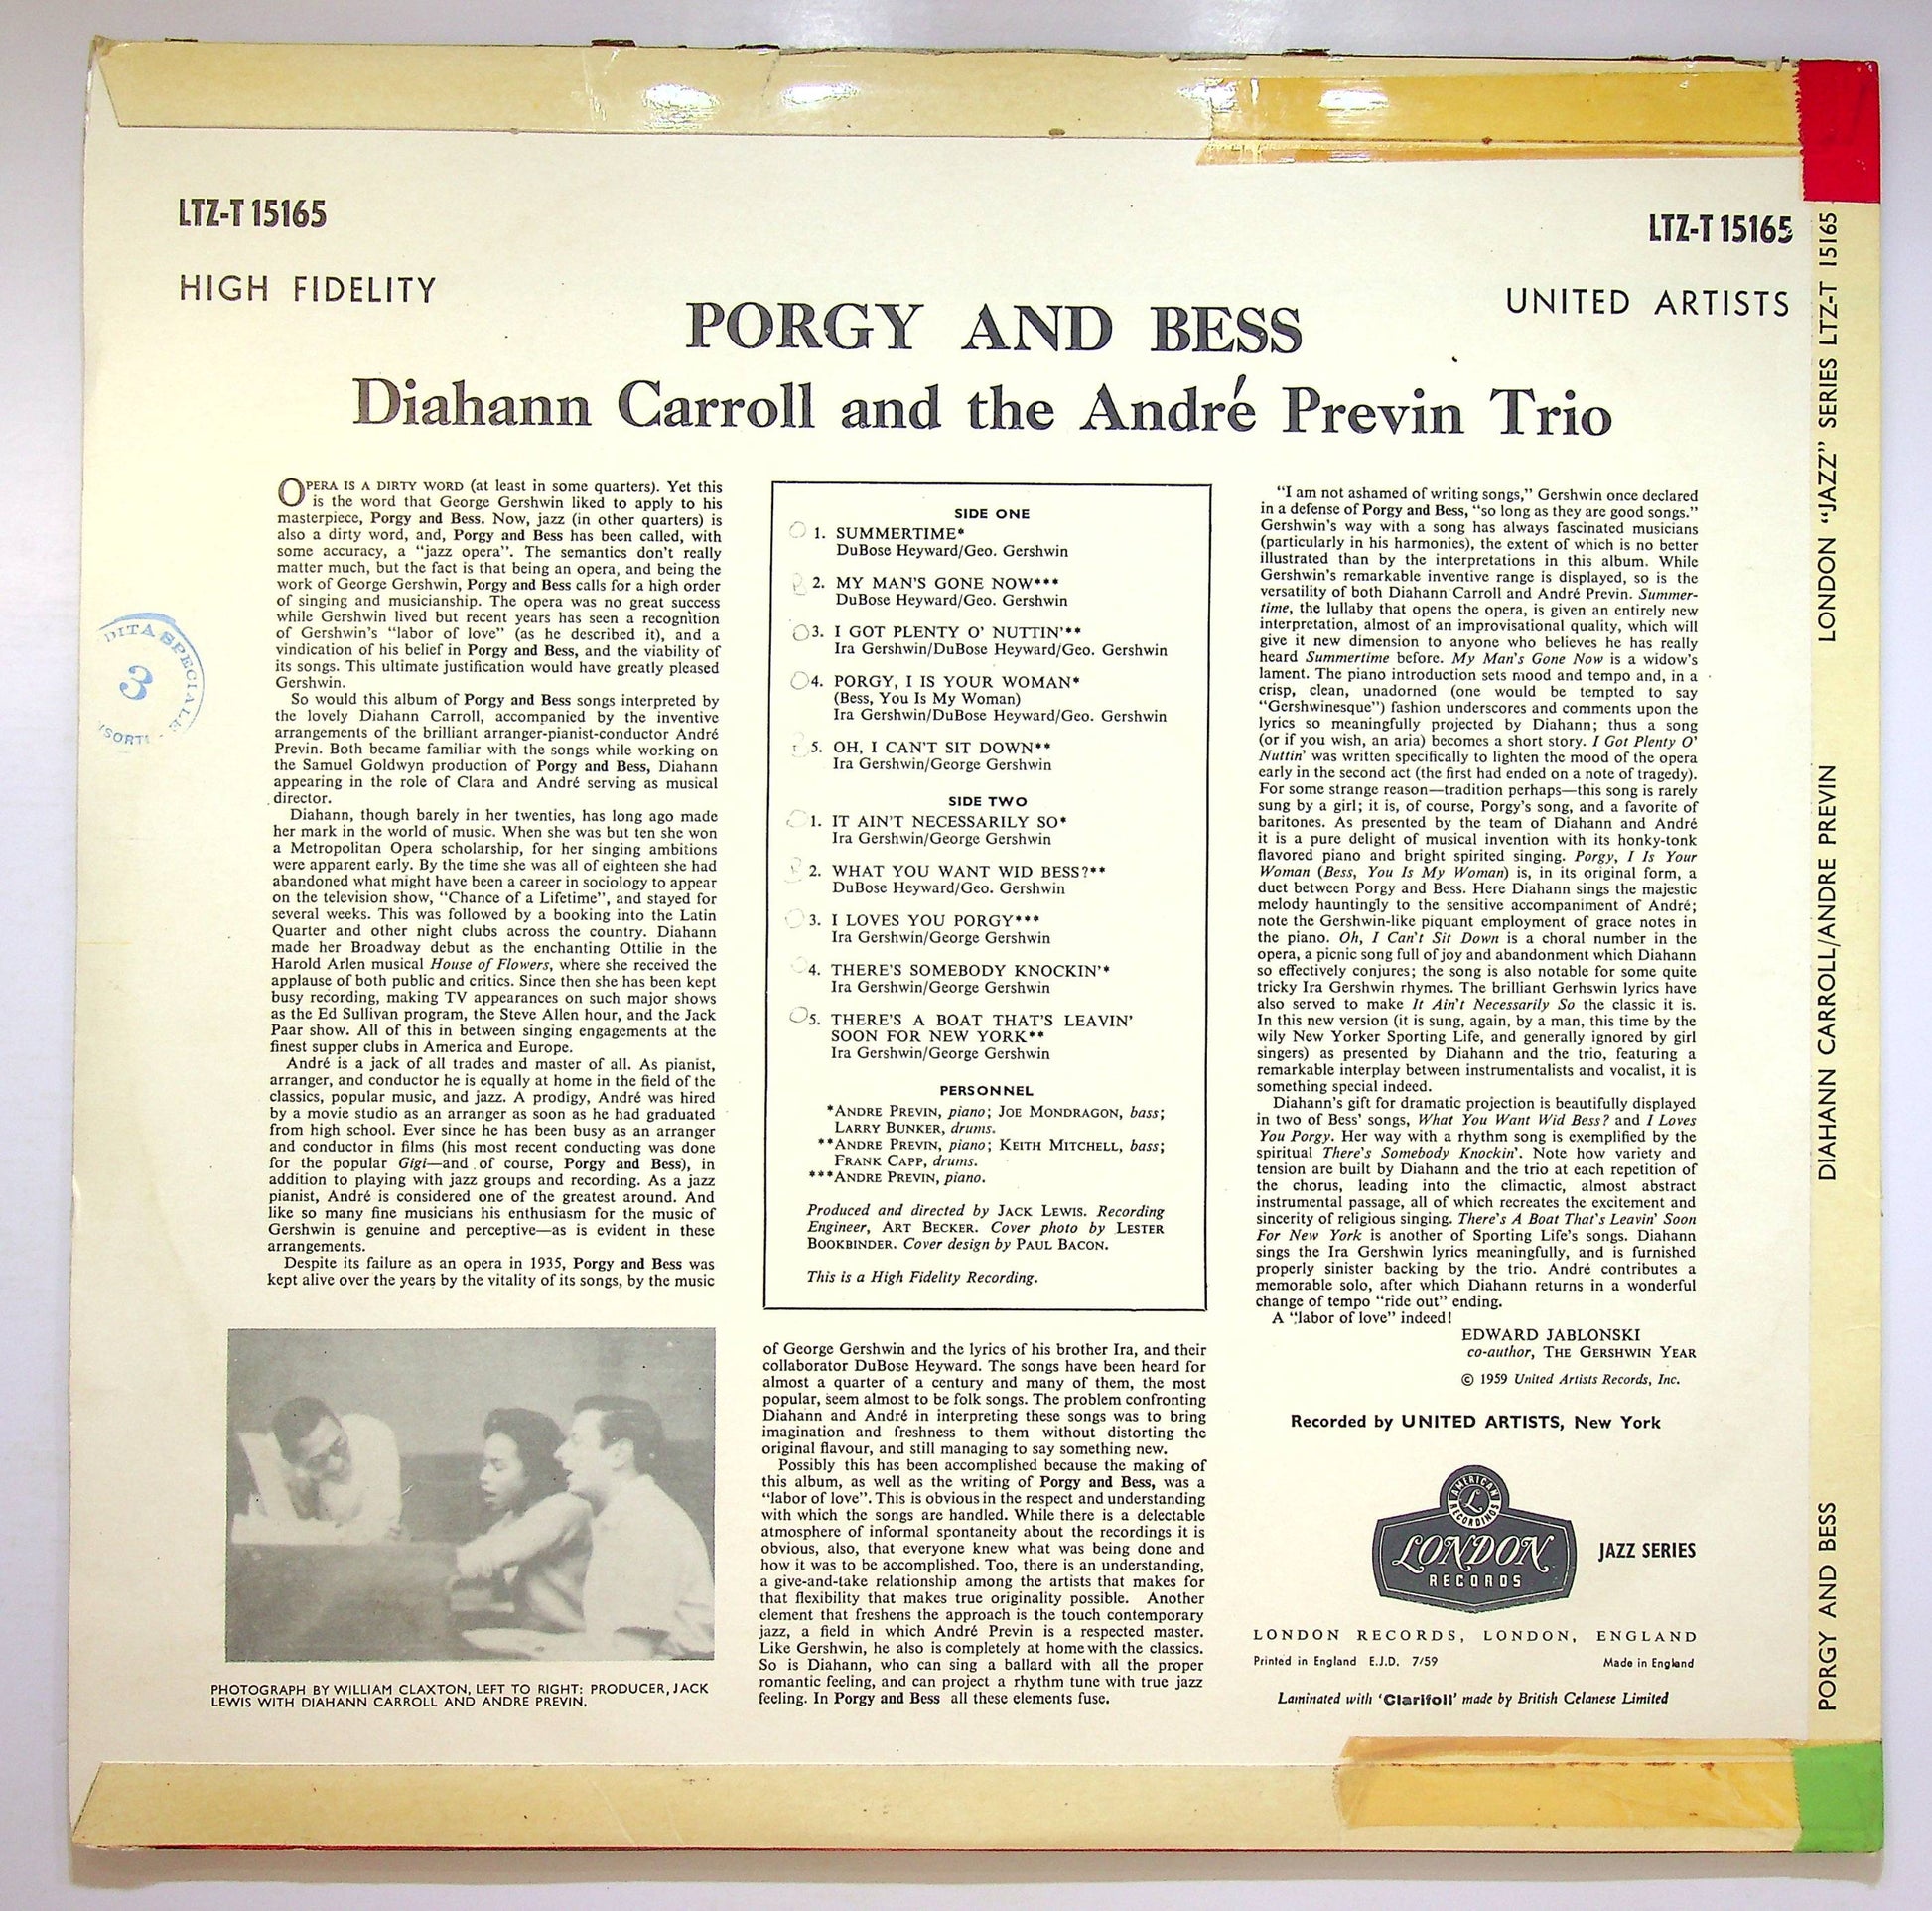 LTZ-T 15165
LTZ-T 15165
HIGH FIDELITY
UNITED ARTISTS
PORGY AND BESS
Diahann Carroll and the André Previn Trio
OPERA IS A DIRTY WORD (at least in some quarters). Yet this
is the word that George Gershwin liked to apply to his
masterpiece, Porgy and Bess. Now, jazz (in other quarters) is
also a dirty word, and, Porgy and Bess has been called, with
some accuracy, a “jazz opera”. The semantics don't really
matter much, but the fact is that being an opera, and being the
work of George Gershwin, Porgy and Bess calls for a high order
of singing and musicianship. The opera was no great success
while Gershwin lived but recent years has seen a recognition
of Gershwin's “labor of love” (as he described it), and a
vindication of his belief in Porgy and Bess, and the viability of
its songs. This ultimate justification would have greatly pleased
Gershwin.
So would this album of Porgy and Bess songs interpreted by
the lovely Diahann Carroll, accompanied by the inventive
arrangements of the brilliant arranger-pianist-conductor André
Previn. Both became familiar with the songs while working on
the Samuel Goldwyn production of Porgy and Bess, Diahann
appearing in the role of Clara and André serving as musical
director.
Diahann, though barely in her twenties, has long ago made
her mark in the world of music. When she was but ten she won
a Metropolitan Opera scholarship, for her singing ambitions
were apparent early. By the time she was all of eighteen she had
abandoned what might have been a career in sociology to appear
on the television show, “Chance of a Lifetime”, and stayed for
several weeks. This was followed by a booking into the Latin
Quarter and other night clubs across the country. Diahann
made her Broadway debut as the enchanting Ottilie in the
Harold Arlen musical House of Flowers, where she received the
applause of both public and critics. Since then she has been kept
busy recording, making TV appearances on such major shows
as the Ed Sullivan program, the Steve Allen hour, and the Jack
Paar show. All of this in between singing engagements at the
finest supper clubs in America and Europe.
André is a jack of all trades and master of all. As pianist,
arranger, and conductor he is equally at home in the field of the
classics, popular music, and jazz. A prodigy, André was hired
by a movie studio as an arranger as soon as he had graduated
from high school. Ever since he has been busy as an arranger
and conductor in films (his most recent conducting was done
for the popular Gigi—and of course, Porgy and Bess), in
addition to playing with jazz groups and recording. As a jazz
pianist, André is considered one of the greatest around. And
like so many fine musicians his enthusiasm for the music of
Gershwin is genuine and perceptive—as is evident in these
arrangements.
Despite its failure as an opera in 1935, Porgy and Bess was
kept alive over the years by the vitality of its songs, by the music
PHOTOGRAPH BY WILLIAM CLAXTON, LEFT TO RIGHT: PRODUCER, JACK
LEWIS WITH DIAHANN CARROLL AND ANDRE PREVIN.
SIDE ONE
1. SUMMERTIME*
DuBose Heyward/Geo. Gershwin
2. MY MAN'S GONE NOW***
DuBose Heyward/Geo. Gershwin
3. I GOT PLENTY O' NUTTIN'**
Ira Gershwin/DuBose Heyward/Geo. Gershwin
4. PORGY, I IS YOUR WOMAN*
(Bess, You Is My Woman)
Ira Gershwin/DuBose Heyward/Geo. Gershwin
5. OH, I CAN'T SIT DOWN**
Ira Gershwin/George Gershwin
SIDE TWO
1. IT AIN'T NECESSARILY SO*
Ira Gershwin/George Gershwin
2. WHAT YOU WANT WID BESS?**
DuBose Heyward/Geo. Gershwin
3. I LOVES YOU PORGY***
Ira Gershwin/George Gershwin
4. THERE'S SOMEBODY KNOCKIN'*
Ira Gershwin/George Gershwin
5. THERE'S A BOAT THAT'S LEAVIN'
SOON FOR NEW YORK**
Ira Gershwin/George Gershwin
PERSONNEL
*ANDRE PREVIN, piano; JOE MONDRAGON, bass;
LARRY BUNKER, drums.
**ANDRE PREVIN, piano; KEITH MITCHELL, bass;
FRANK CAPP, drums.
***ANDRE PREVIN, piano.
Produced and directed by JACK LEWIS. Recording
Engineer, ART BECKER. Cover photo by LESTER
BOOKBINDER. Cover design by PAUL BACON.
This is a High Fidelity Recording.
of George Gershwin and the lyrics of his brother Ira, and their
collaborator DuBose Heyward. The songs have been heard for
almost a quarter of a century and many of them, the most
popular, seem almost to be folk songs. The problem confronting
Diahann and André in interpreting these songs was to bring
imagination and freshness to them without distorting the
original flavour, and still managing to say something new.
Possibly this has been accomplished because the making of
this album, as well as the writing of Porgy and Bess, was a
“labor of love”. This is obvious in the respect and understanding
with which the songs are handled. While there is a delectable
atmosphere of informal spontaneity about the recordings it is
obvious, also, that everyone knew what was being done and
how it was to be accomplished. Too, there is an understanding,
a give-and-take relationship among the artists that makes for
that flexibility that makes true originality possible. Another
element that freshens the approach is the touch contemporary
jazz, a field in which André Previn is a respected master.
Like Gershwin, he also is completely at home with the classics.
So is Diahann, who can sing a ballard with all the proper
romantic feeling, and can project a rhythm tune with true jazz
feeling. In Porgy and Bess all these elements fuse.
“I am not ashamed of writing songs,” Gershwin once declared
in a defense of Porgy and Bess, “so long as they are good songs.”
Gershwin's way with a song has always fascinated musicians
(particularly in his harmonies), the extent of which is no better
illustrated than by the interpretations in this album. While
Gershwin's remarkable inventive range is displayed, so is the
versatility of both Diahann Carroll and André Previn. Summer-
time, the lullaby that opens the opera, is given an entirely new
interpretation, almost of an improvisational quality, which will
give it new dimension to anyone who believes he has really
heard Summertime before. My Man's Gone Now is a widow's
lament. The piano introduction sets mood and tempo and, in a
crisp, clean, unadorned (one would be tempted to say
“Gershwinesque”) fashion underscores and comments upon the
lyrics so meaningfully projected by Diahann; thus a song
(or if you wish, an aria) becomes a short story. I Got Plenty O'
Nuttin' was written specifically to lighten the mood of the opera
early in the second act (the first had ended on a note of tragedy).
For some strange reason—tradition perhaps—this song is rarely
sung by a girl; it is, of course, Porgy's song, and a favorite of
baritones. As presented by the team of Diahann and André
it is a pure delight of musical invention with its honky-tonk
flavored piano and bright spirited singing. Porgy, I Is Your
Woman (Bess, You Is My Woman) is, in its original form, a
duet between Porgy and Bess. Here Diahann sings the majestic
melody hauntingly to the sensitive accompaniment of André;
note the Gershwin-like piquant employment of grace notes in
the piano. Oh, I Can't Sit Down is a choral number in the
opera, a picnic song full of joy and abandonment which Diahann
so effectively conjures; the song is also notable for some quite
tricky Ira Gershwin rhymes. The brilliant Gerhswin lyrics have
also served to make It Ain't Necessarily So the classic it is.
In this new version (it is sung, again, by a man, this time by the
wily New Yorker Sporting Life, and generally ignored by girl
singers) as presented by Diahann and the trio, featuring a
remarkable interplay between instrumentalists and vocalist, it is
something special indeed.
Diahann's gift for dramatic projection is beautifully displayed
in two of Bess' songs, What You Want Wid Bess? and I Loves
You Porgy. Her way with a rhythm song is exemplified by the
spiritual There's Somebody Knockin'. Note how variety and
tension are built by Diahann and the trio at each repetition of
the chorus, leading into the climactic, almost abstract
instrumental passage, all of which recreates the excitement and
sincerity of religious singing. There's A Boat That's Leavin' Soon
For New York is another of Sporting Life's songs. Diahann
sings the Ira Gershwin lyrics meaningfully, and is furnished
properly sinister backing by the trio. André contributes a
memorable solo, after which Diahann returns in a wonderful
change of tempo “ride out” ending.
A “labor of love” indeed!
EDWARD JABLONSKI
co-author, THE GERSHWIN YEAR
© 1959 United Artists Records, Inc.
Recorded by UNITED ARTISTS, New York
AMERICAN RECORDINGS
L
LONDON
RECORDS
JAZZ SERIES
LONDON RECORDS, LONDON, ENGLAND
Printed in England E.J.D. 7/59
Made in England
Laminated with ‘Clarifoil’ made by British Celanese Limited
LONDON “JAZZ” SERIES LTZ-T 15165
DIAHANN CARROLL/ANDRE PREVIN
PORGY AND BESS
DITA SPECIALE
3